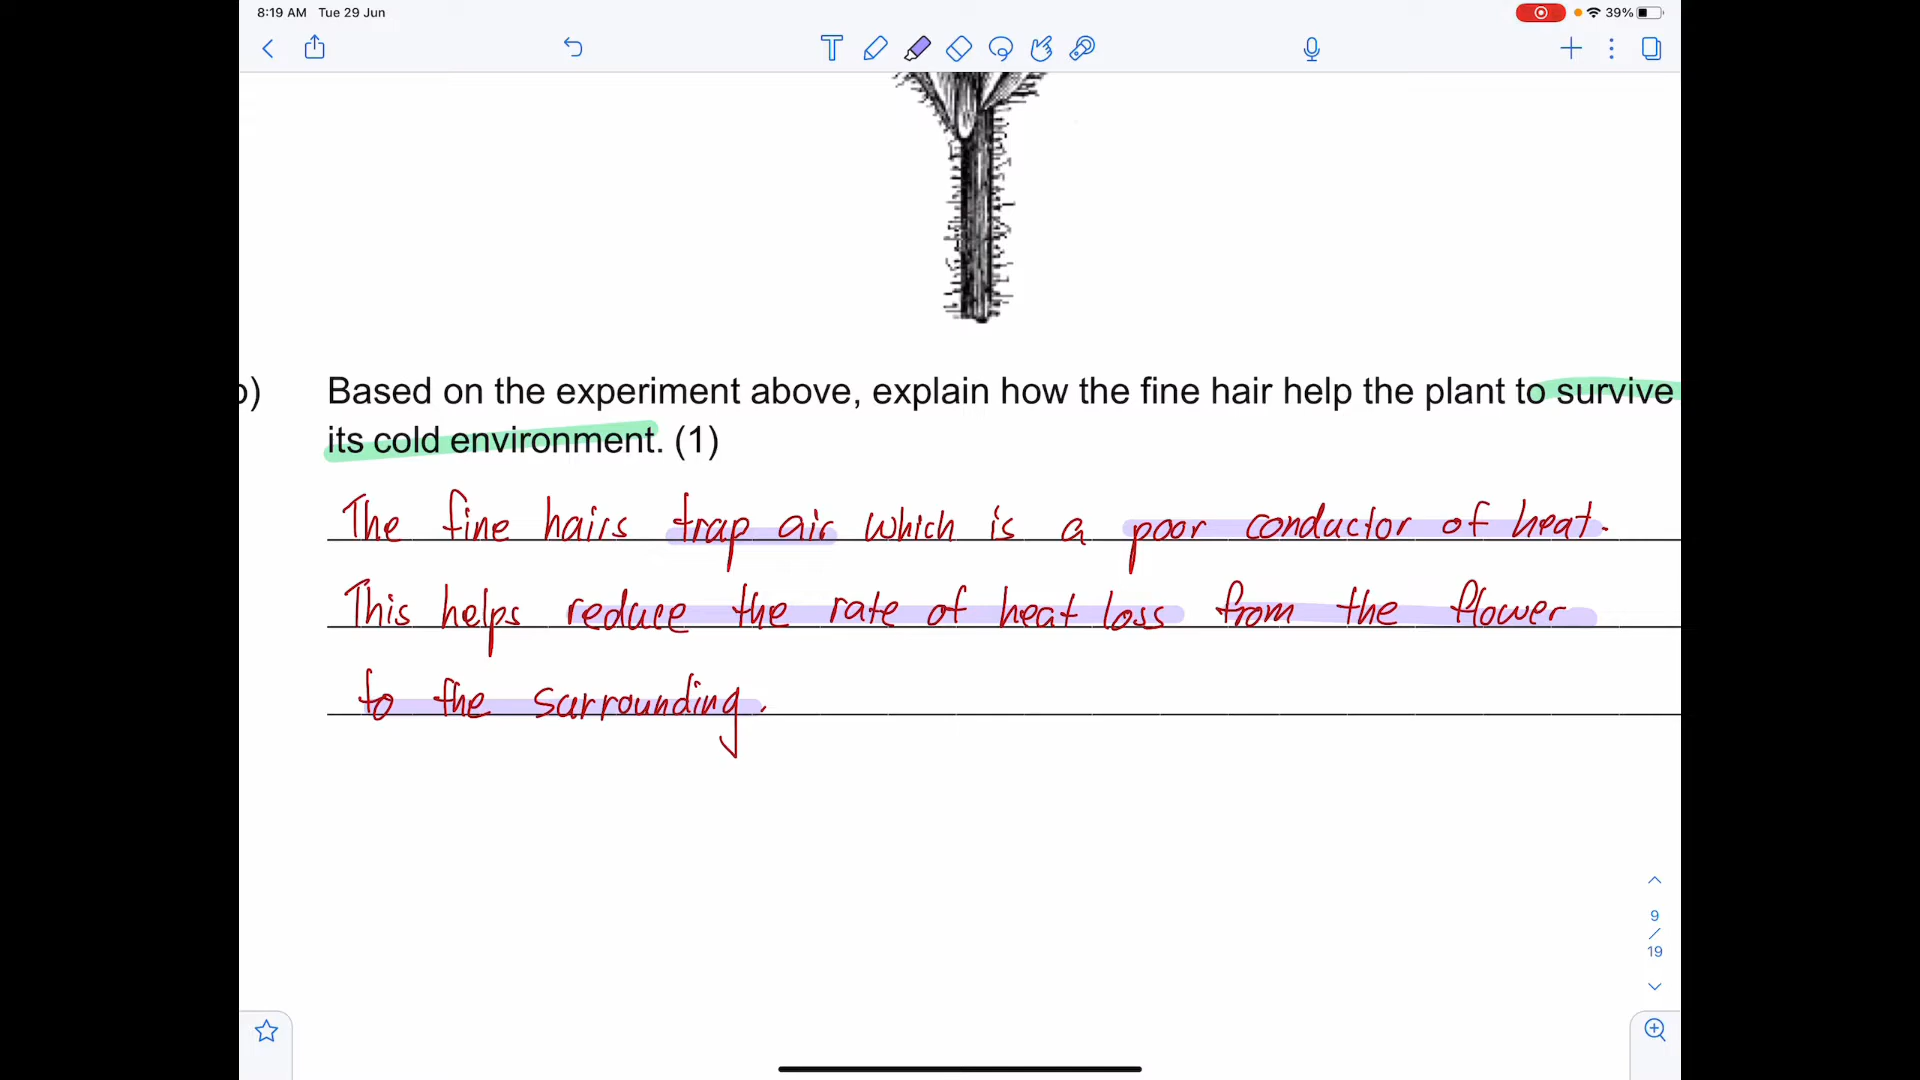 8:19 AM Tue 29 Jun
39%
b) Based on the experiment above, explain how the fine hair help the plant to survive
its cold environment. (1)
The fine hairs trap air which is a poor conductor of heat.
This helps reduce the rate of heat loss from the flower
to the surrounding.
9
/
19